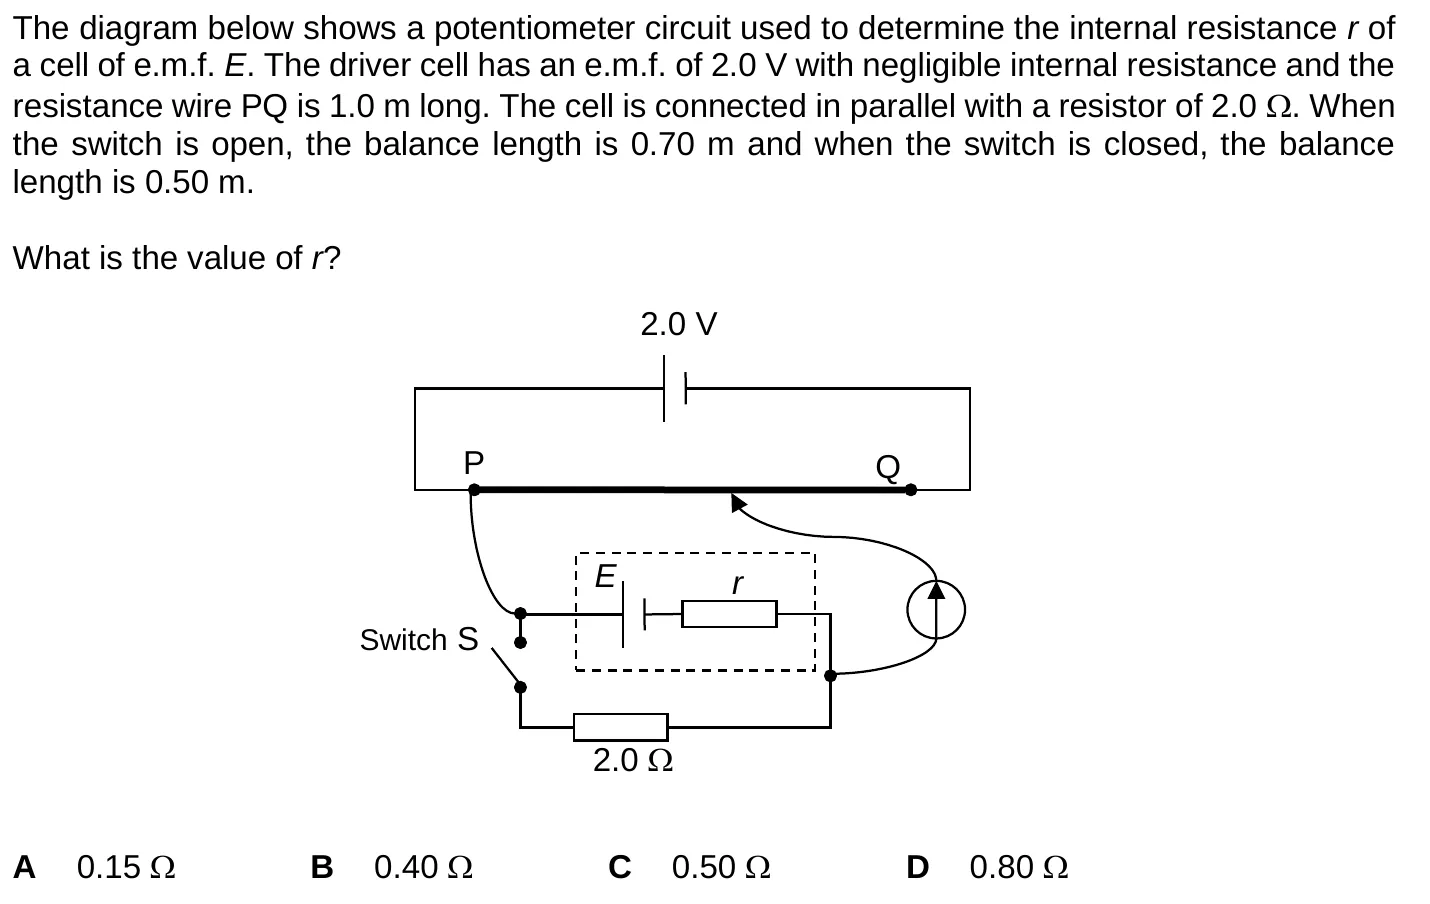 The diagram below shows a potentiometer circuit used to determine the internal resistance r of
a cell of e.m.f. E. The driver cell has an e.m.f. of 2.0 V with negligible internal resistance and the
resistance wire PQ is 1.0 m long. The cell is connected in parallel with a resistor of 2.0 Ω. When
the switch is open, the balance length is 0.70 m and when the switch is closed, the balance
length is 0.50 m.
What is the value of r?
2.0 V
P
Q
E
r
Switch S
2.0 Ω
A 0.15 Ω B 0.40 Ω C 0.50 Ω D 0.80 Ω